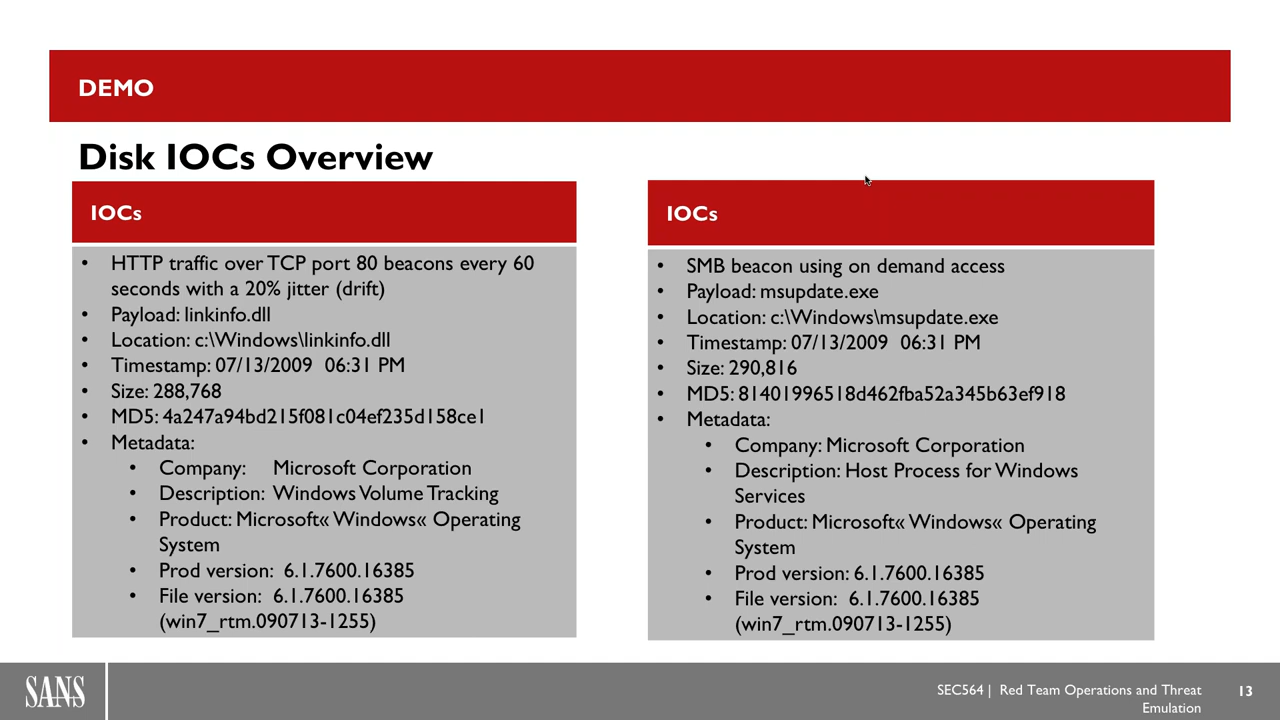 DEMO
Disk IOCs Overview
IOCs
• HTTP traffic over TCP port 80 beacons every 60
seconds with a 20% jitter (drift)
• Payload: linkinfo.dll
• Location: c:\Windows\linkinfo.dll
• Timestamp: 07/13/2009 06:31 PM
• Size: 288,768
• MD5: 4a247a94bd215f081c04ef235d158ce1
• Metadata:
• Company: Microsoft Corporation
• Description: Windows Volume Tracking
• Product: Microsoft« Windows« Operating
System
• Prod version: 6.1.7600.16385
• File version: 6.1.7600.16385
(win7_rtm.090713-1255)
IOCs
• SMB beacon using on demand access
• Payload: msupdate.exe
• Location: c:\Windows\msupdate.exe
• Timestamp: 07/13/2009 06:31 PM
• Size: 290,816
• MD5: 81401996518d462fba52a345b63ef918
• Metadata:
• Company: Microsoft Corporation
• Description: Host Process for Windows
Services
• Product: Microsoft« Windows« Operating
System
• Prod version: 6.1.7600.16385
• File version: 6.1.7600.16385
(win7_rtm.090713-1255)
SANS
SEC564 | Red Team Operations and Threat
Emulation
13